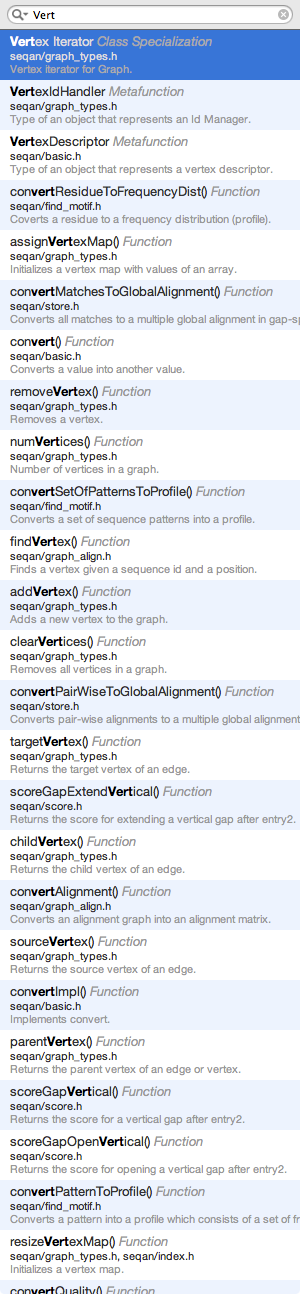 Vert
Vertex Iterator Class Specialization
seqan/graph_types.h
Vertex iterator for Graph.
VertexIdHandler Metafunction
seqan/graph_types.h
Type of an object that represents an Id Manager.
VertexDescriptor Metafunction
seqan/basic.h
Type of an object that represents a vertex descriptor.
convertResidueToFrequencyDist() Function
seqan/find_motif.h
Coverts a residue to a frequency distribution (profile).
assignVertexMap() Function
seqan/graph_types.h
Initializes a vertex map with values of an array.
convertMatchesToGlobalAlignment() Function
seqan/store.h
Converts all matches to a multiple global alignment in gap-sp
convert() Function
seqan/basic.h
Converts a value into another value.
removeVertex() Function
seqan/graph_types.h
Removes a vertex.
numVertices() Function
seqan/graph_types.h
Number of vertices in a graph.
convertSetOfPatternsToProfile() Function
seqan/find_motif.h
Converts a set of sequence patterns into a profile.
findVertex() Function
seqan/graph_align.h
Finds a vertex given a sequence id and a position.
addVertex() Function
seqan/graph_types.h
Adds a new vertex to the graph.
clearVertices() Function
seqan/graph_types.h
Removes all vertices in a graph.
convertPairWiseToGlobalAlignment() Function
seqan/store.h
Converts pair-wise alignments to a multiple global alignment
targetVertex() Function
seqan/graph_types.h
Returns the target vertex of an edge.
scoreGapExtendVertical() Function
seqan/score.h
Returns the score for extending a vertical gap after entry2.
childVertex() Function
seqan/graph_types.h
Returns the child vertex of an edge.
convertAlignment() Function
seqan/graph_align.h
Converts an alignment graph into an alignment matrix.
sourceVertex() Function
seqan/graph_types.h
Returns the source vertex of an edge.
convertImpl() Function
seqan/basic.h
Implements convert.
parentVertex() Function
seqan/graph_types.h
Returns the parent vertex of an edge or vertex.
scoreGapVertical() Function
seqan/score.h
Returns the score for a vertical gap after entry2.
scoreGapOpenVertical() Function
seqan/score.h
Returns the score for opening a vertical gap after entry2.
convertPatternToProfile() Function
seqan/find_motif.h
Converts a pattern into a profile which consists of a set of fr
resizeVertexMap() Function
seqan/graph_types.h, seqan/index.h
Initializes a vertex map.
convertQuality() Function